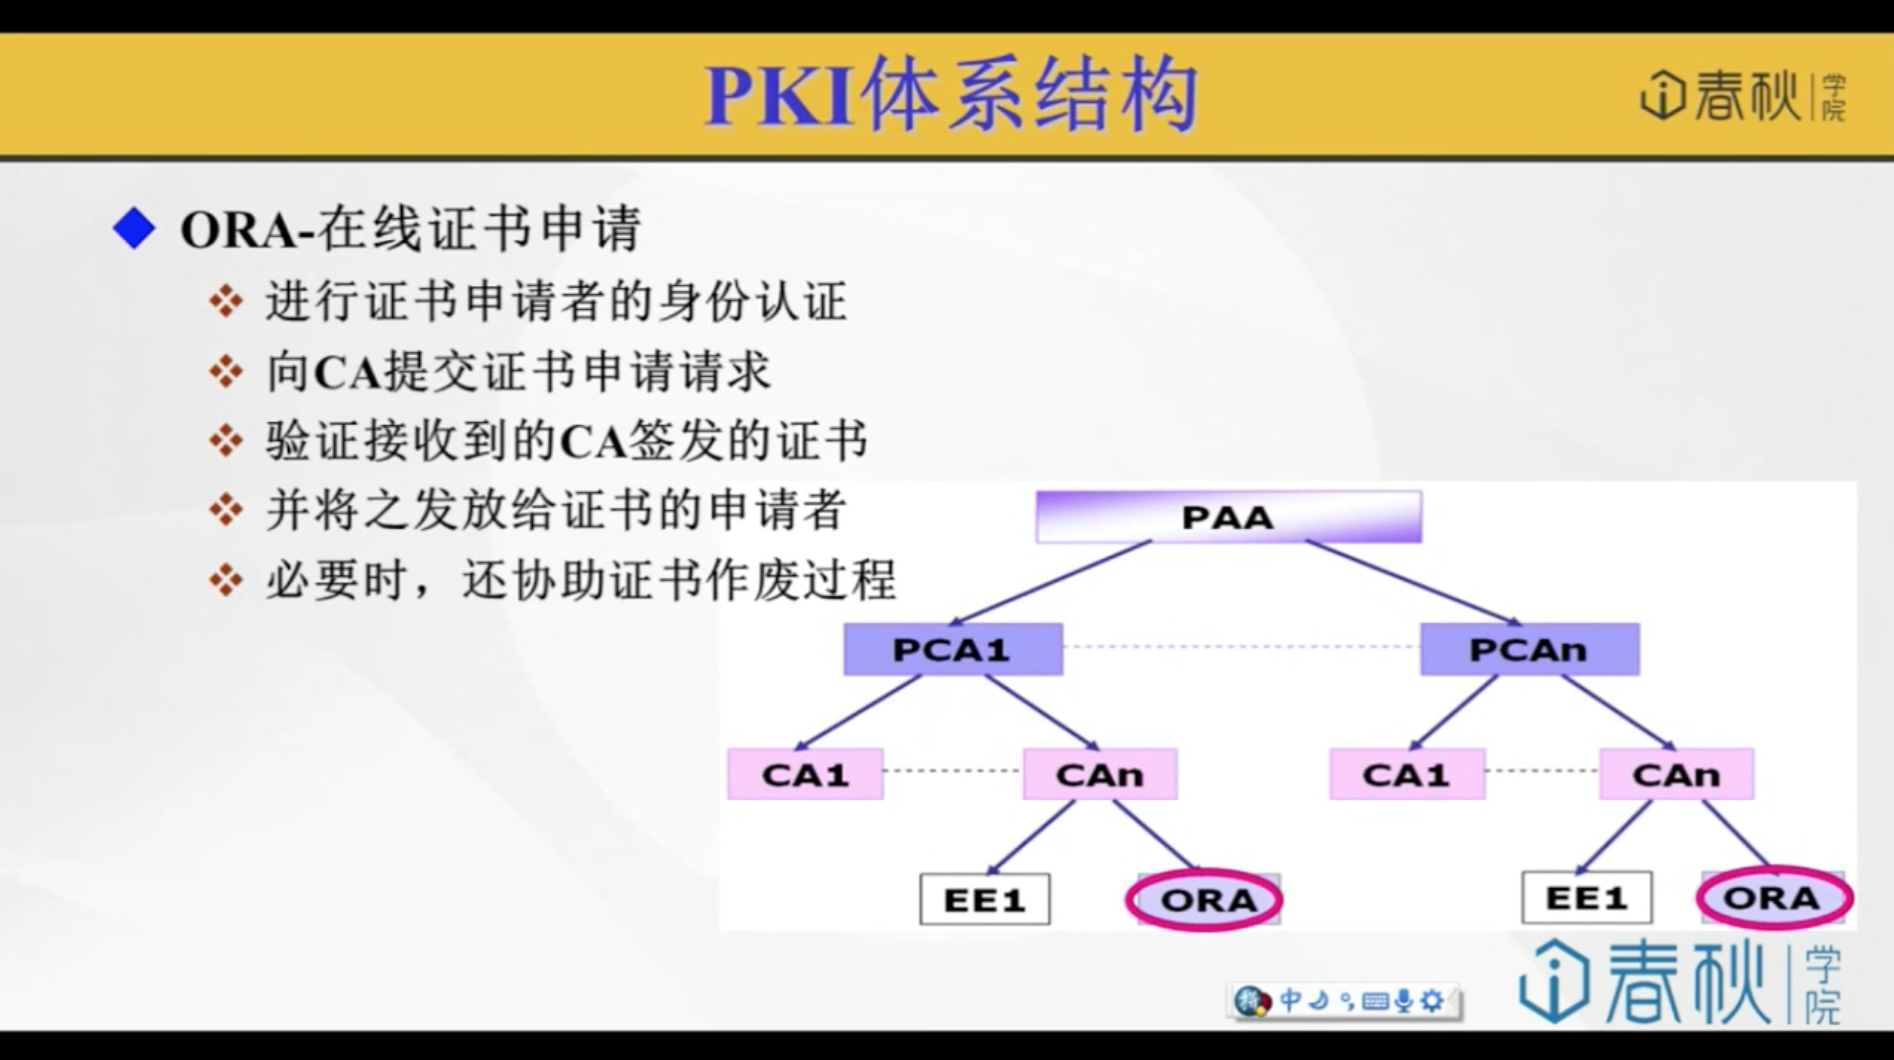 PKI体系结构
春秋学院
ORA-在线证书申请
进行证书申请者的身份认证
向CA提交证书申请请求
验证接收到的CA签发的证书
并将之发放给证书的申请者
必要时，还协助证书作废过程
PAA
PCA1 PCAn
CA1 CAn CA1 CAn
EE1 ORA EE1 ORA
中
春秋学院